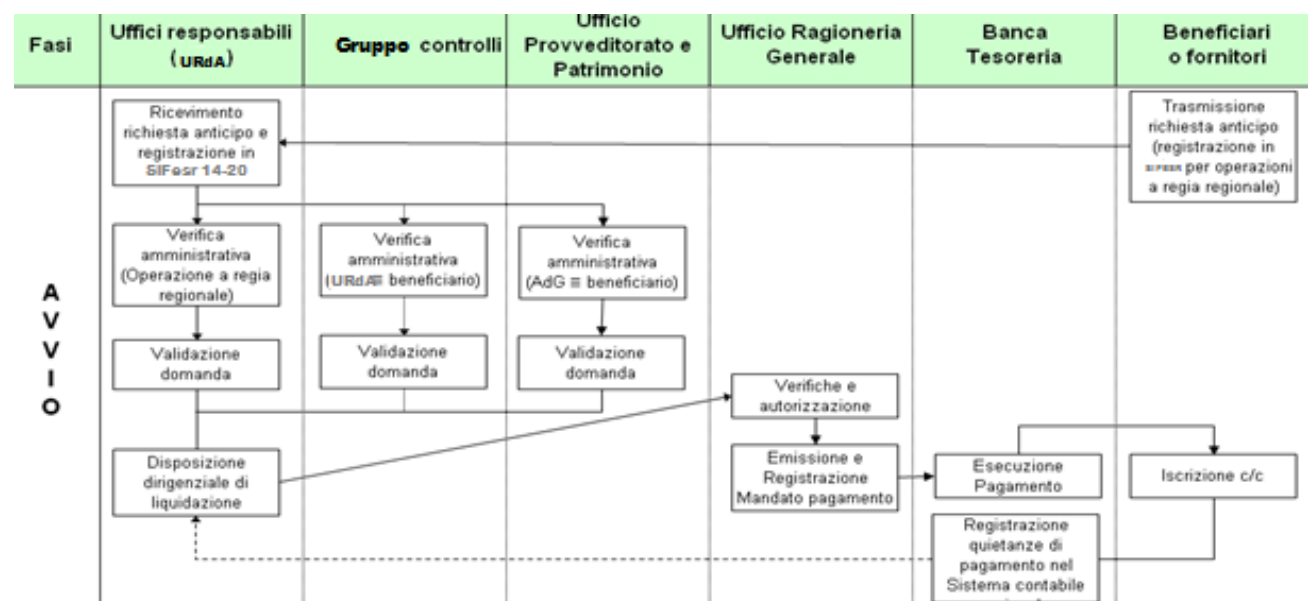 Fasi
Uffici responsabili
(URdA)
Gruppo controlli
Ufficio
Provveditorato e
Patrimonio
Ufficio Ragioneria
Generale
Banca
Tesoreria
Beneficiari
o fornitori
A
V
V
I
O
Ricevimento
richiesta anticipo e
registrazione in
SIFesr 14-20
Trasmissione
richiesta anticipo
(registrazione in
SIFESR per operazioni
a regia regionale)
Verifica
amministrativa
(Operazione a regia
regionale)
Verifica
amministrativa
(URdA≡ beneficiario)
Verifica
amministrativa
(AdG ≡ beneficiario)
Validazione
domanda
Validazione
domanda
Validazione
domanda
Verifiche e
autorizzazione
Disposizione
dirigenziale di
liquidazione
Emissione e
Registrazione
Mandato pagamento
Esecuzione
Pagamento
Iscrizione c/c
Registrazione
quietanze di
pagamento nel
Sistema contabile